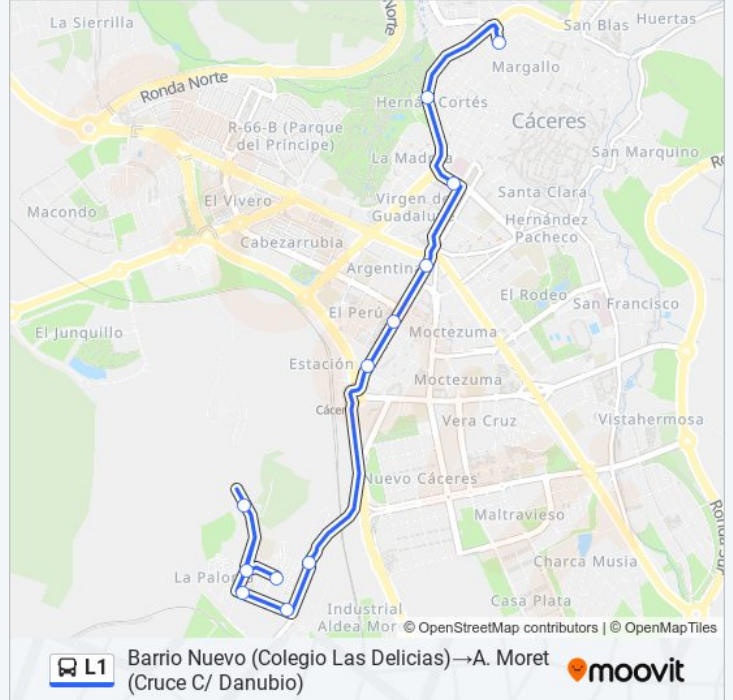 La Sierrilla
Norte
San Blas
Huertas
Margallo
Ronda Norte
Hernán Cortés
Cáceres
R-66-B (Parque
del Príncipe)
La Madrila
San Marquino
Santa Clara
El Vivero
Virgen de
Guadalupe
Macondo
Hernández
Pacheco
Cabezarrubia
Argentina
El Rodeo
San Francisco
El Perú
El Junquillo
Moctezuma
Estación
Moctezuma
Cácer
Vera Cruz
Vistahermosa
Nuevo Cáceres
Maltravieso
Charca Musia
La Paloma
Casa Plata
Industrial
Aldea Mor
© OpenStreetMap contributors | © OpenMapTiles
L1
Barrio Nuevo (Colegio Las Delicias)→A. Moret
(Cruce C/ Danubio)
moovit